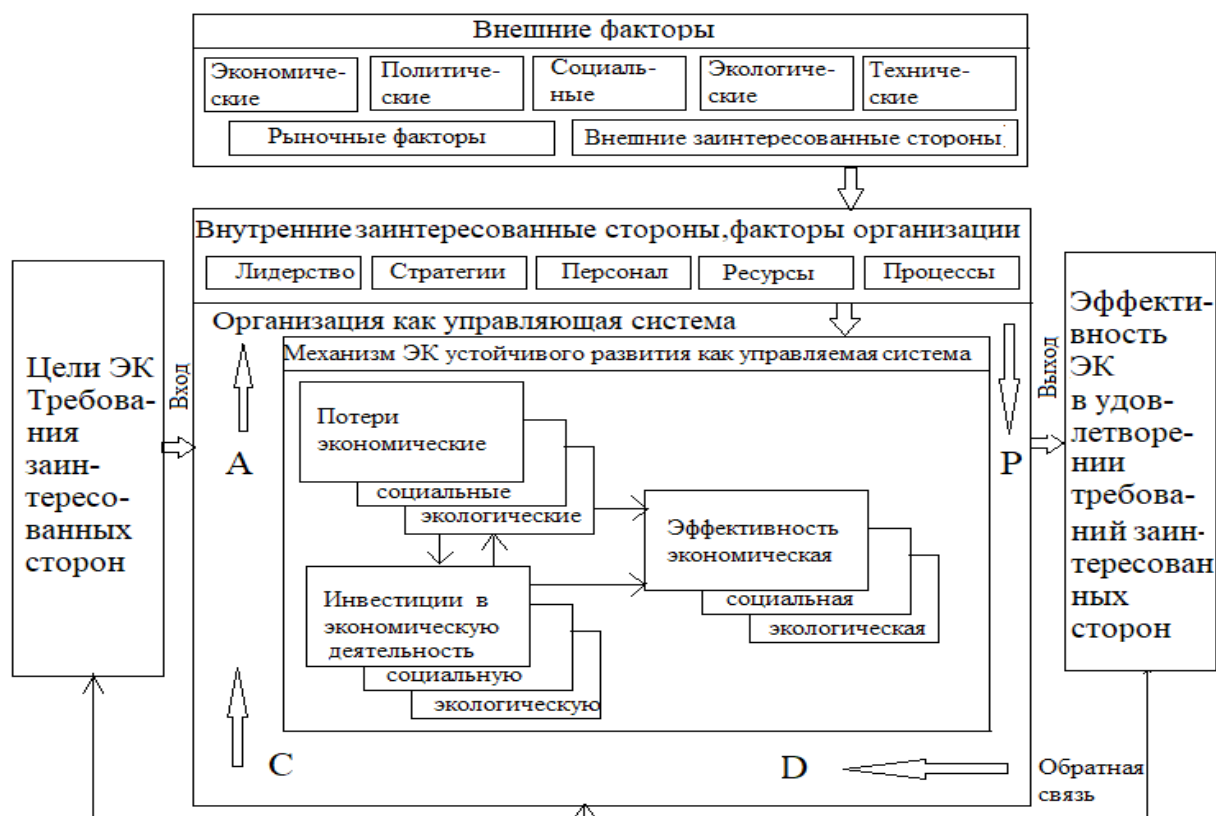 Внешние факторы
Экономиче-
ские
Политиче-
ские
Социаль-
ные
Экологиче-
ские
Техниче-
ские
Рыночные факторы
Внешние заинтересованные стороны
Внутренние заинтересованные стороны,факторы организации
Лидерство
Стратегии
Персонал
Ресурсы
Процессы
Организация как управляющая система
Механизм ЭК устойчивого развития как управляемая система
Цели ЭК
Требова-
ния
заин-
тересо-
ванных
сторон
Вход
A
Потери
экономические
социальные
экологические
Инвестиции в
экономическую
деятельность
социальную
экологическую
Эффективность
экономическая
социальная
экологическая
P
Выход
Эффекти-
вность
ЭК
в удов-
летворе-
нии
требова-
ний заин-
тересован
ных
сторон
C
D
Обратная
связь